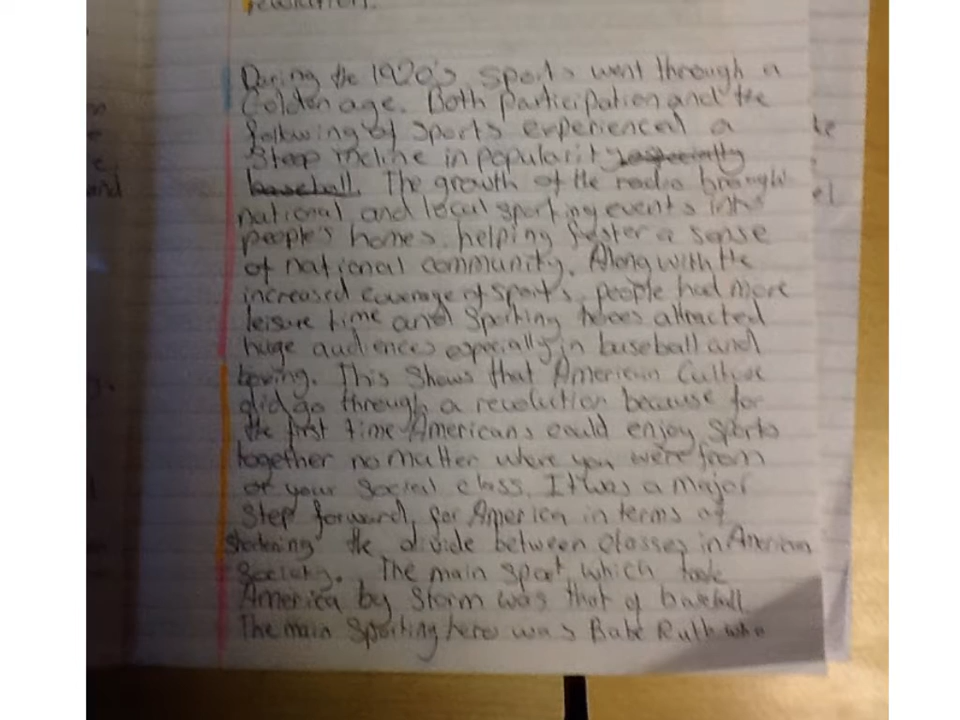 revolution.
During the 1920's sports went through a
Golden age. Both participation and the
following of sports experienced a
steep incline in popularity especially
baseball. The growth of the radio brought
national and local sporting events into
people's homes, helping foster a sense
of national community. Along with the
increased coverage of sports, people had more
leisure time and sporting heroes attracted
huge audiences especially in baseball and
boxing. This shows that American Culture
did go through a revolution because for
the first time Americans could enjoy sports
together no matter where you were from
or your social class. It was a major
step forward, for America in terms of
shortening the divide between classes in American
Society. The main sport which took
America by storm was that of baseball
The main sporting heros was Babe Ruth who